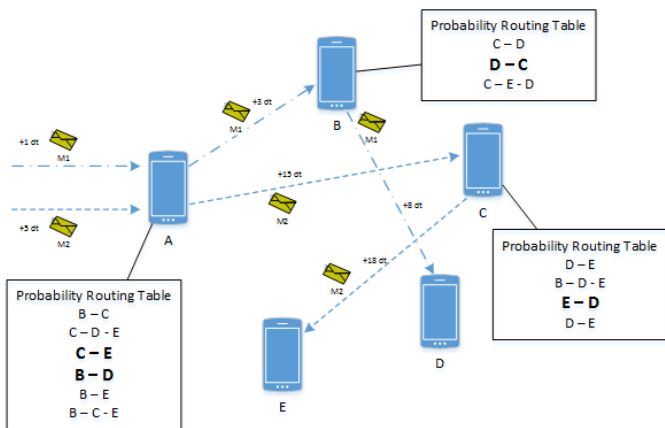 Probability Routing Table
C – D
D – C
C – E - D
B
+3 dt
M1
M1
+1 dt
M1
+15 dt
C
A
M2
+8 dt
+5 dt
M2
Probability Routing Table
D – E
B – D - E
E – D
D – E
+18 dt
M2
Probability Routing Table
B – C
C – D - E
C – E
B – D
B – E
B – C - E
D
E